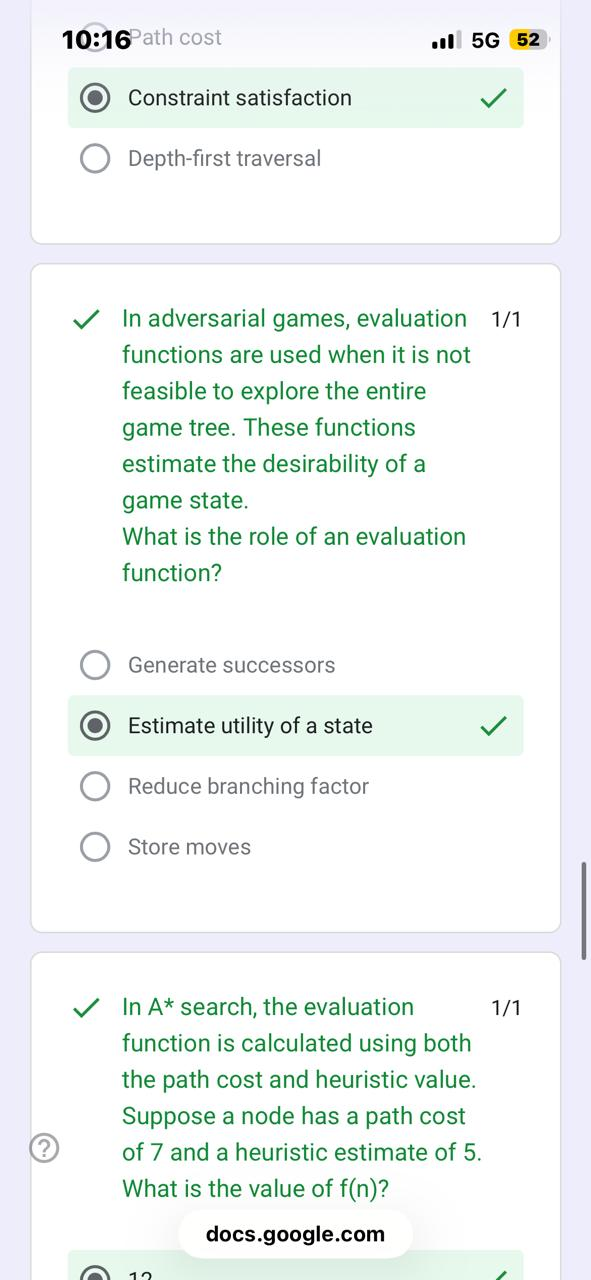 10:16
Path cost
5G
52
Constraint satisfaction
Depth-first traversal
In adversarial games, evaluation
1/1
functions are used when it is not
feasible to explore the entire
game tree. These functions
estimate the desirability of a
game state.
What is the role of an evaluation
function?
Generate successors
Estimate utility of a state
Reduce branching factor
Store moves
In A* search, the evaluation
1/1
function is calculated using both
the path cost and heuristic value.
Suppose a node has a path cost
of 7 and a heuristic estimate of 5.
What is the value of f(n)?
docs.google.com
12